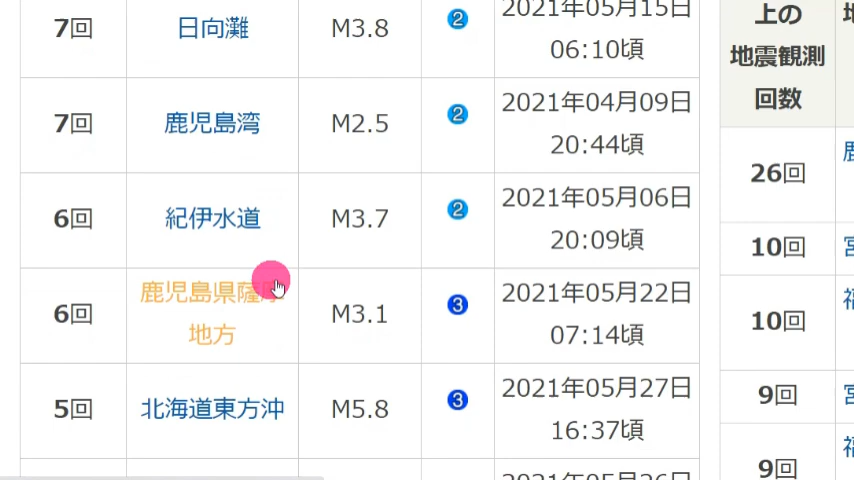 7回 日向灘 M3.8 2 2021年05月15日
06:10頃
7回 鹿児島湾 M2.5 2 2021年04月09日
20:44頃
6回 紀伊水道 M3.7 2 2021年05月06日
20:09頃
6回 鹿児島県薩摩
地方 M3.1 3 2021年05月22日
07:14頃
5回 北海道東方沖 M5.8 3 2021年05月27日
16:37頃
上の
地震観測
回数
26回
10回
10回
9回
9回